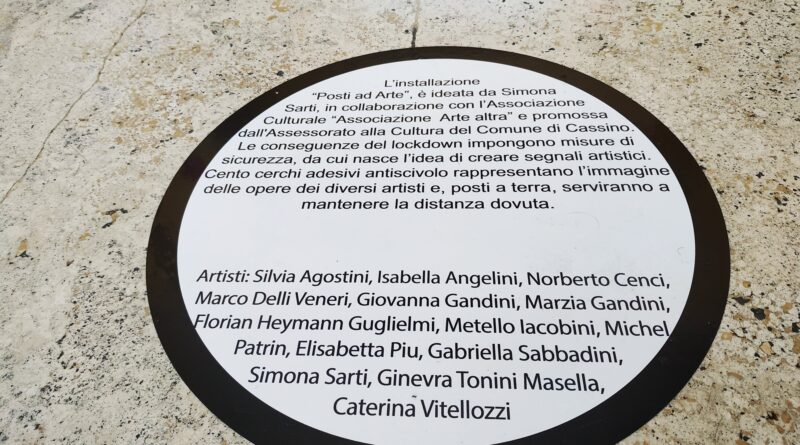 L'installazione
"Posti ad Arte", è ideata da Simona
Sarti, in collaborazione con l'Associazione
Culturale "Associazione Arte altra" e promossa
dall'Assessorato alla Cultura del Comune di Cassino.
Le conseguenze del lockdown impongono misure di
sicurezza, da cui nasce l'idea di creare segnali artistici.
Cento cerchi adesivi antiscivolo rappresentano l'immagine
delle opere dei diversi artisti e, posti a terra, serviranno a
mantenere la distanza dovuta.
Artisti: Silvia Agostini, Isabella Angelini, Norberto Cenci,
Marco Delli Veneri, Giovanna Gandini, Marzia Gandini,
Florian Heymann Guglielmi, Metello Iacobini, Michel
Patrin, Elisabetta Piu, Gabriella Sabbadini,
Simona Sarti, Ginevra Tonini Masella,
Caterina Vitellozzi